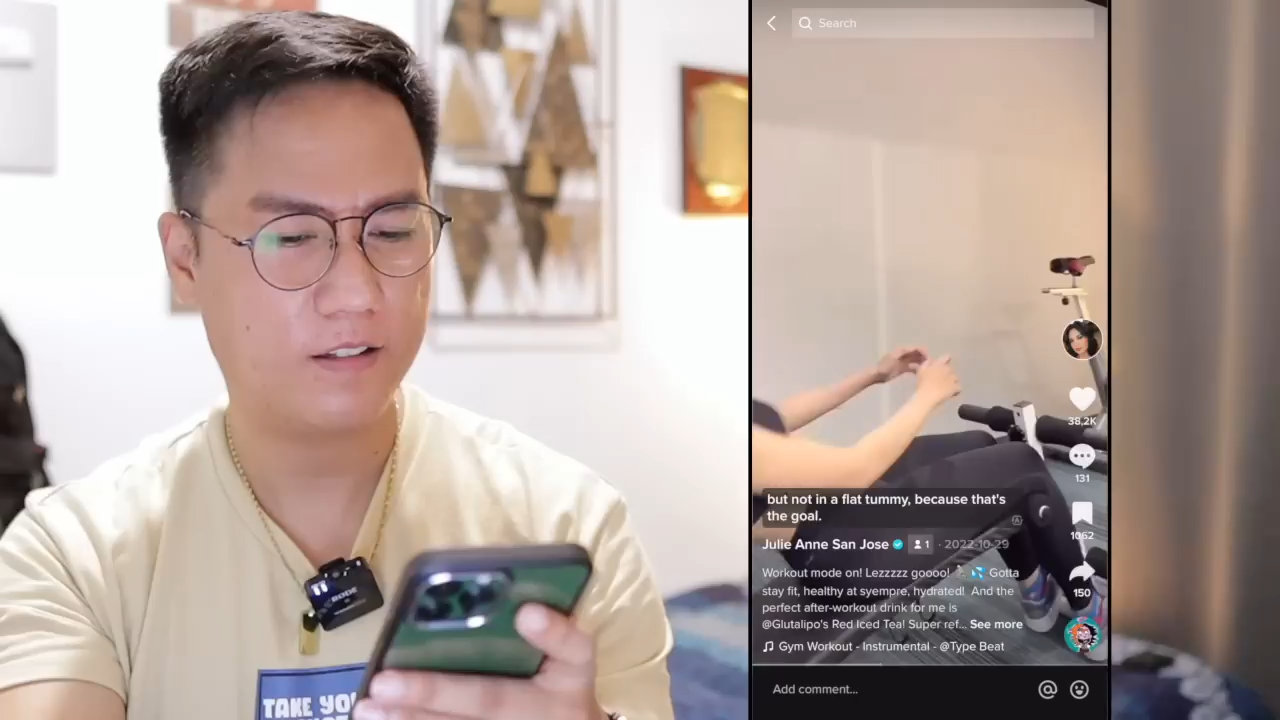 Search
38,2K
131
but not in a flat tummy, because that's
the goal.
1062
Julie Anne San Jose 1 · 2022-10-29
Workout mode on! Lezzzzz goooo! Gotta
stay fit, healthy at syempre, hydrated! And the
150
perfect after-workout drink for me is
@Glutalipo's Red Iced Tea! Super ref... See more
Gym Workout - Instrumental - @Type Beat
Add comment...
RODE
TAKE YOU